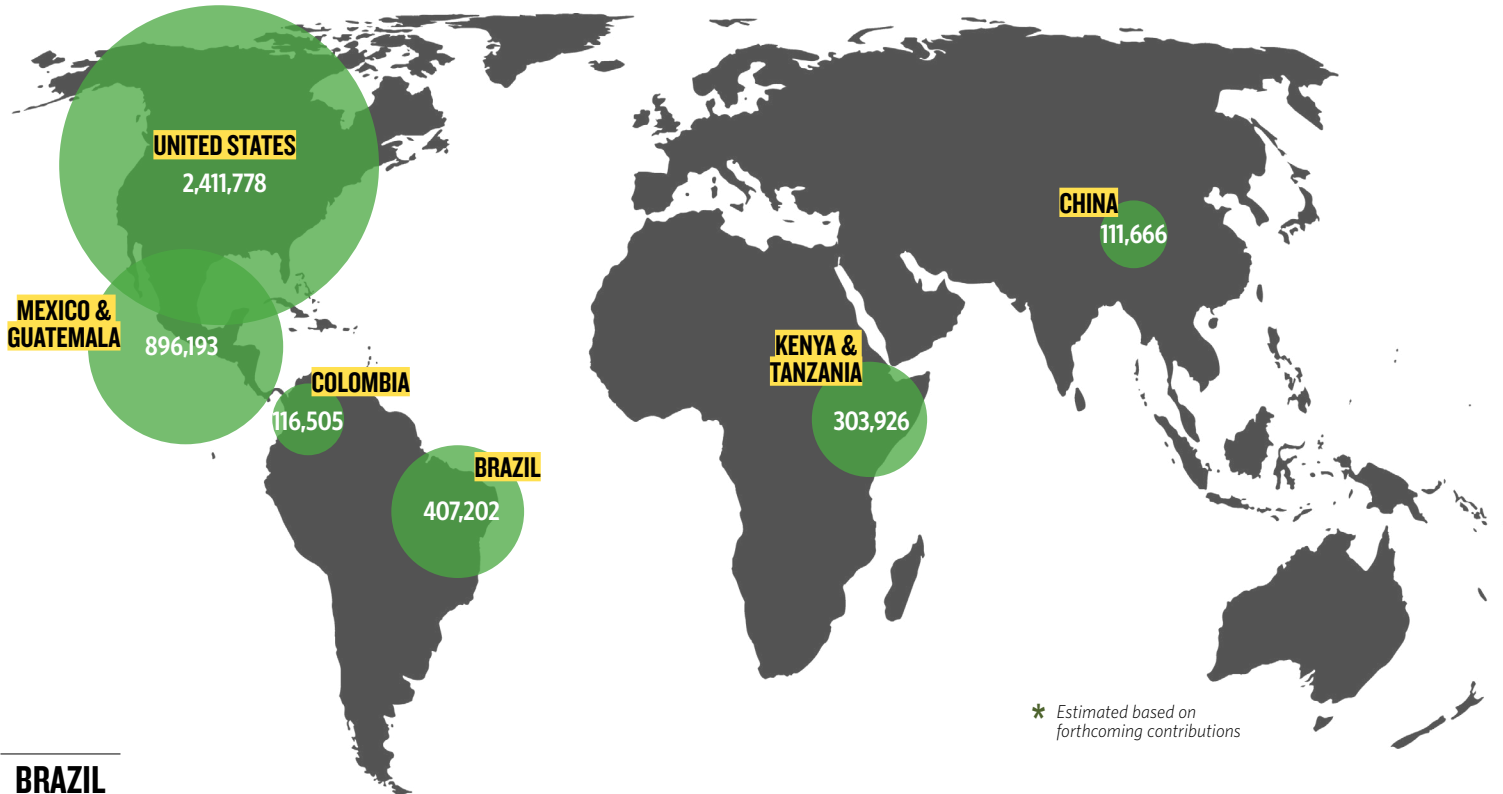 UNITED STATES
2,411,778
MEXICO &
GUATEMALA
896,193
COLOMBIA
116,505
BRAZIL
407,202
KENYA &
TANZANIA
303,926
CHINA
111,666
* Estimated based on
forthcoming contributions
BRAZIL